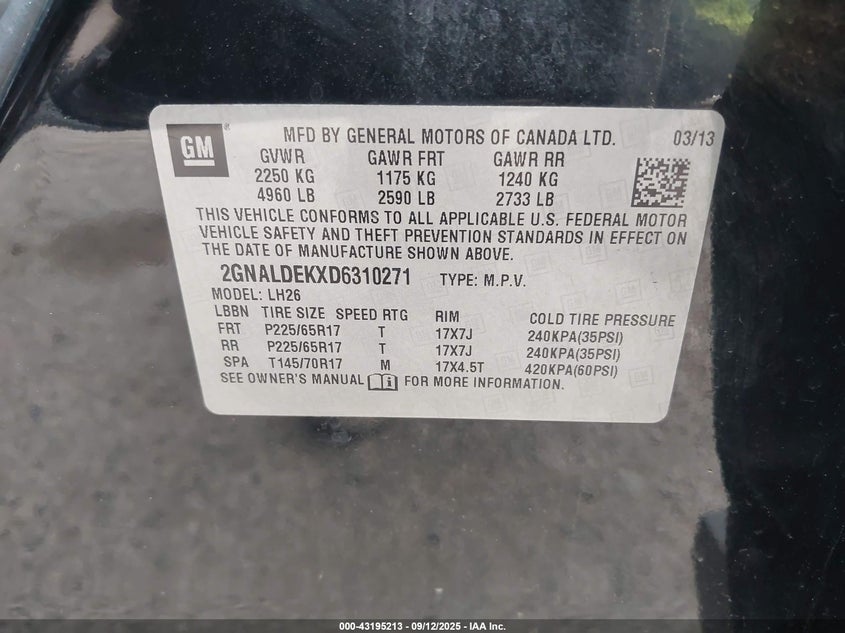 GM ® MFD BY GENERAL MOTORS OF CANADA LTD. 03/13
GVWR GAWR FRT GAWR RR
2250 KG 1175 KG 1240 KG
4960 LB 2590 LB 2733 LB
THIS VEHICLE CONFORMS TO ALL APPLICABLE U.S. FEDERAL MOTOR
VEHICLE SAFETY AND THEFT PREVENTION STANDARDS IN EFFECT ON
THE DATE OF MANUFACTURE SHOWN ABOVE.
2GNALDEKXD6310271 TYPE: M.P.V.
MODEL: LH26
LBBN TIRE SIZE SPEED RTG RIM COLD TIRE PRESSURE
FRT P225/65R17 T 17X7J 240KPA(35PSI)
RR P225/65R17 T 17X7J 240KPA(35PSI)
SPA T145/70R17 M 17X4.5T 420KPA(60PSI)
SEE OWNER'S MANUAL FOR MORE INFORMATION.
000-43195213 - 09/12/2025 - IAA Inc.